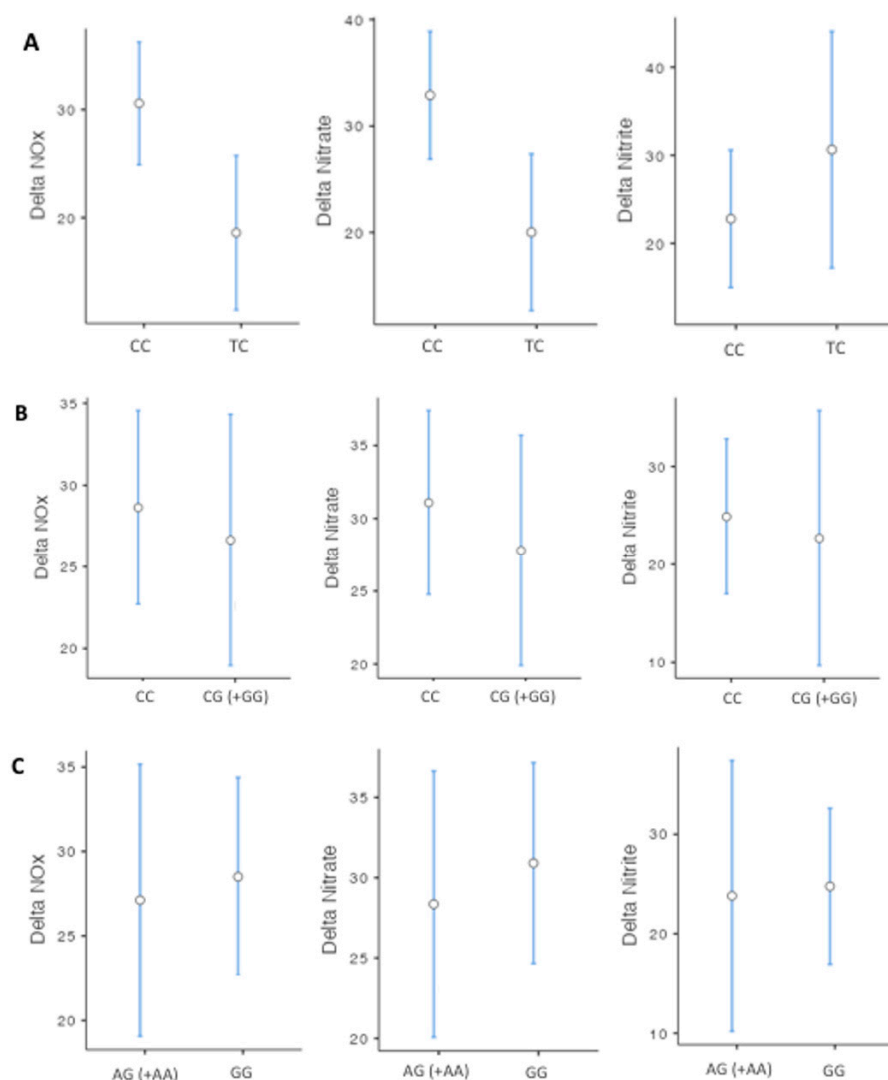 A
Delta NOx
30
20
CC TC
Delta Nitrate
40
30
20
CC TC
Delta Nitrite
40
30
20
CC TC
B
Delta NOx
35
30
25
20
CC CG (+GG)
Delta Nitrate
35
30
25
20
CC CG (+GG)
Delta Nitrite
30
20
10
CC CG (+GG)
C
Delta NOx
35
30
25
20
AG (+AA) GG
Delta Nitrate
35
30
25
20
AG (+AA) GG
Delta Nitrite
30
20
10
AG (+AA) GG